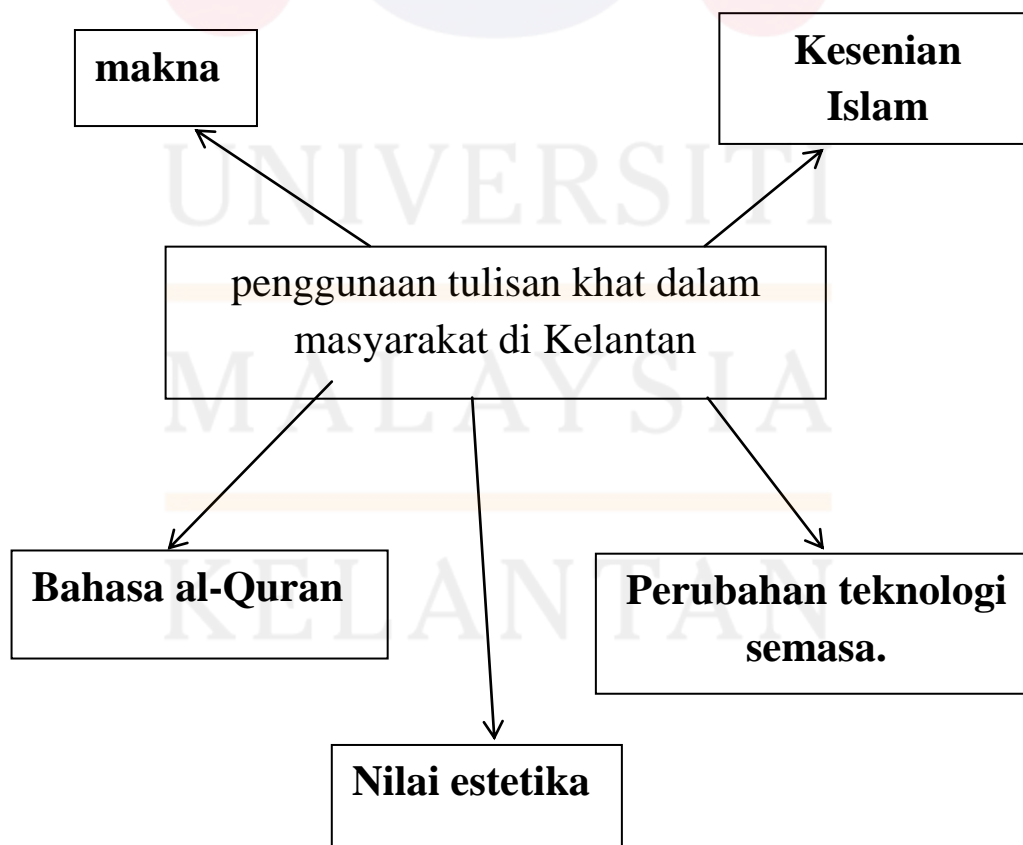 makna
Kesenian
Islam
UNIVERSITI
penggunaan tulisan khat dalam
masyarakat di Kelantan
MALAYSIA
Bahasa al-Quran
Perubahan teknologi
semasa.
KELANTAN
Nilai estetika